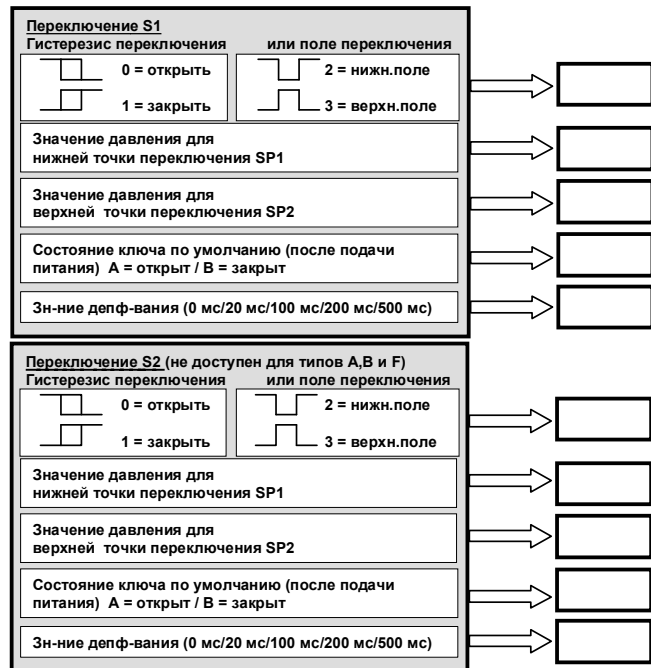 Переключение S1
Гистерезис переключения или поле переключения
0 = открыть 2 = нижн.поле
1 = закрыть 3 = верхн.поле
Значение давления для
нижней точки переключения SP1
Значение давления для
верхней точки переключения SP2
Состояние ключа по умолчанию (после подачи
питания) А = открыт / В = закрыт
Зн-ние депф-вания (0 мс/20 мс/100 мс/200 мс/500 мс)
Переключение S2 (не доступен для типов А,В и F)
Гистерезис переключения или поле переключения
0 = открыть 2 = нижн.поле
1 = закрыть 3 = верхн.поле
Значение давления для
нижней точки переключения SP1
Значение давления для
верхней точки переключения SP2
Состояние ключа по умолчанию (после подачи
питания) А = открыт / В = закрыт
Зн-ние депф-вания (0 мс/20 мс/100 мс/200 мс/500 мс)